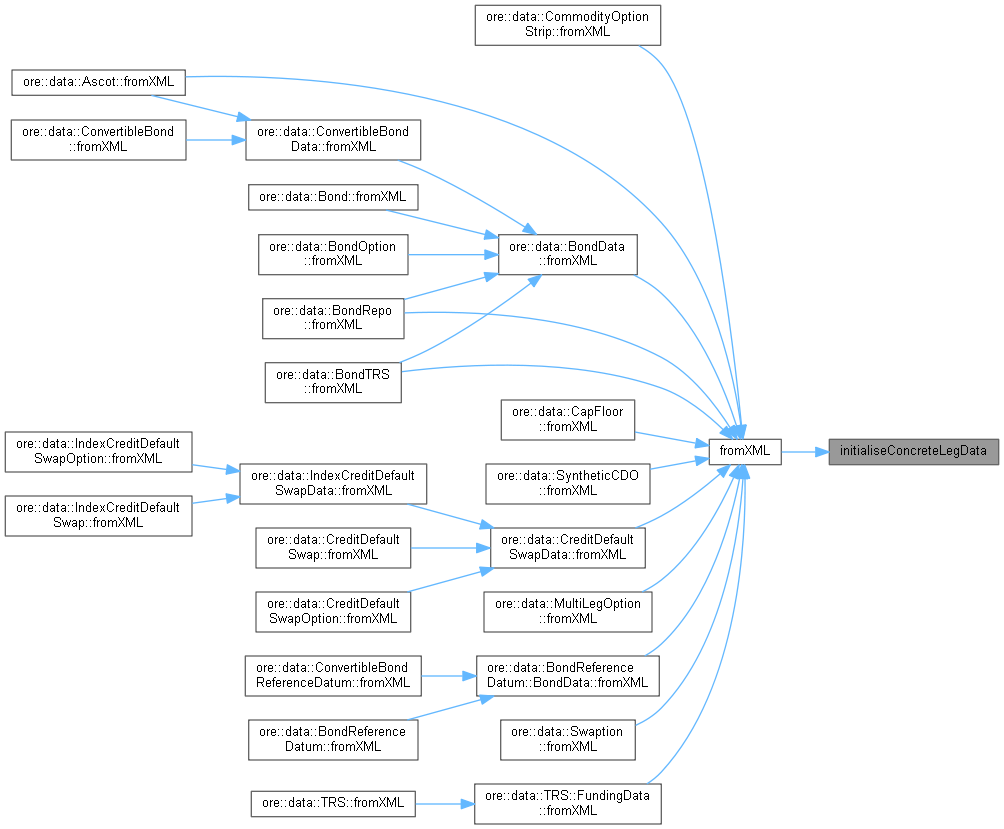 ore::data::CommodityOption
Strip::fromXML
ore::data::Ascot::fromXML
ore::data::ConvertibleBond
::fromXML
ore::data::ConvertibleBond
Data::fromXML
ore::data::Bond::fromXML
ore::data::BondOption
::fromXML
ore::data::BondData
::fromXML
ore::data::BondRepo
::fromXML
ore::data::BondTRS
::fromXML
ore::data::CapFloor
::fromXML
fromXML
initialiseConcreteLegData
ore::data::IndexCreditDefault
SwapOption::fromXML
ore::data::IndexCreditDefault
SwapData::fromXML
ore::data::SyntheticCDO
::fromXML
ore::data::IndexCreditDefault
Swap::fromXML
ore::data::CreditDefault
Swap::fromXML
ore::data::CreditDefault
SwapData::fromXML
ore::data::CreditDefault
SwapOption::fromXML
ore::data::MultiLegOption
::fromXML
ore::data::ConvertibleBond
ReferenceDatum::fromXML
ore::data::BondReference
Datum::BondData::fromXML
ore::data::BondReference
Datum::fromXML
ore::data::Swaption
::fromXML
ore::data::TRS::fromXML
ore::data::TRS::FundingData
::fromXML